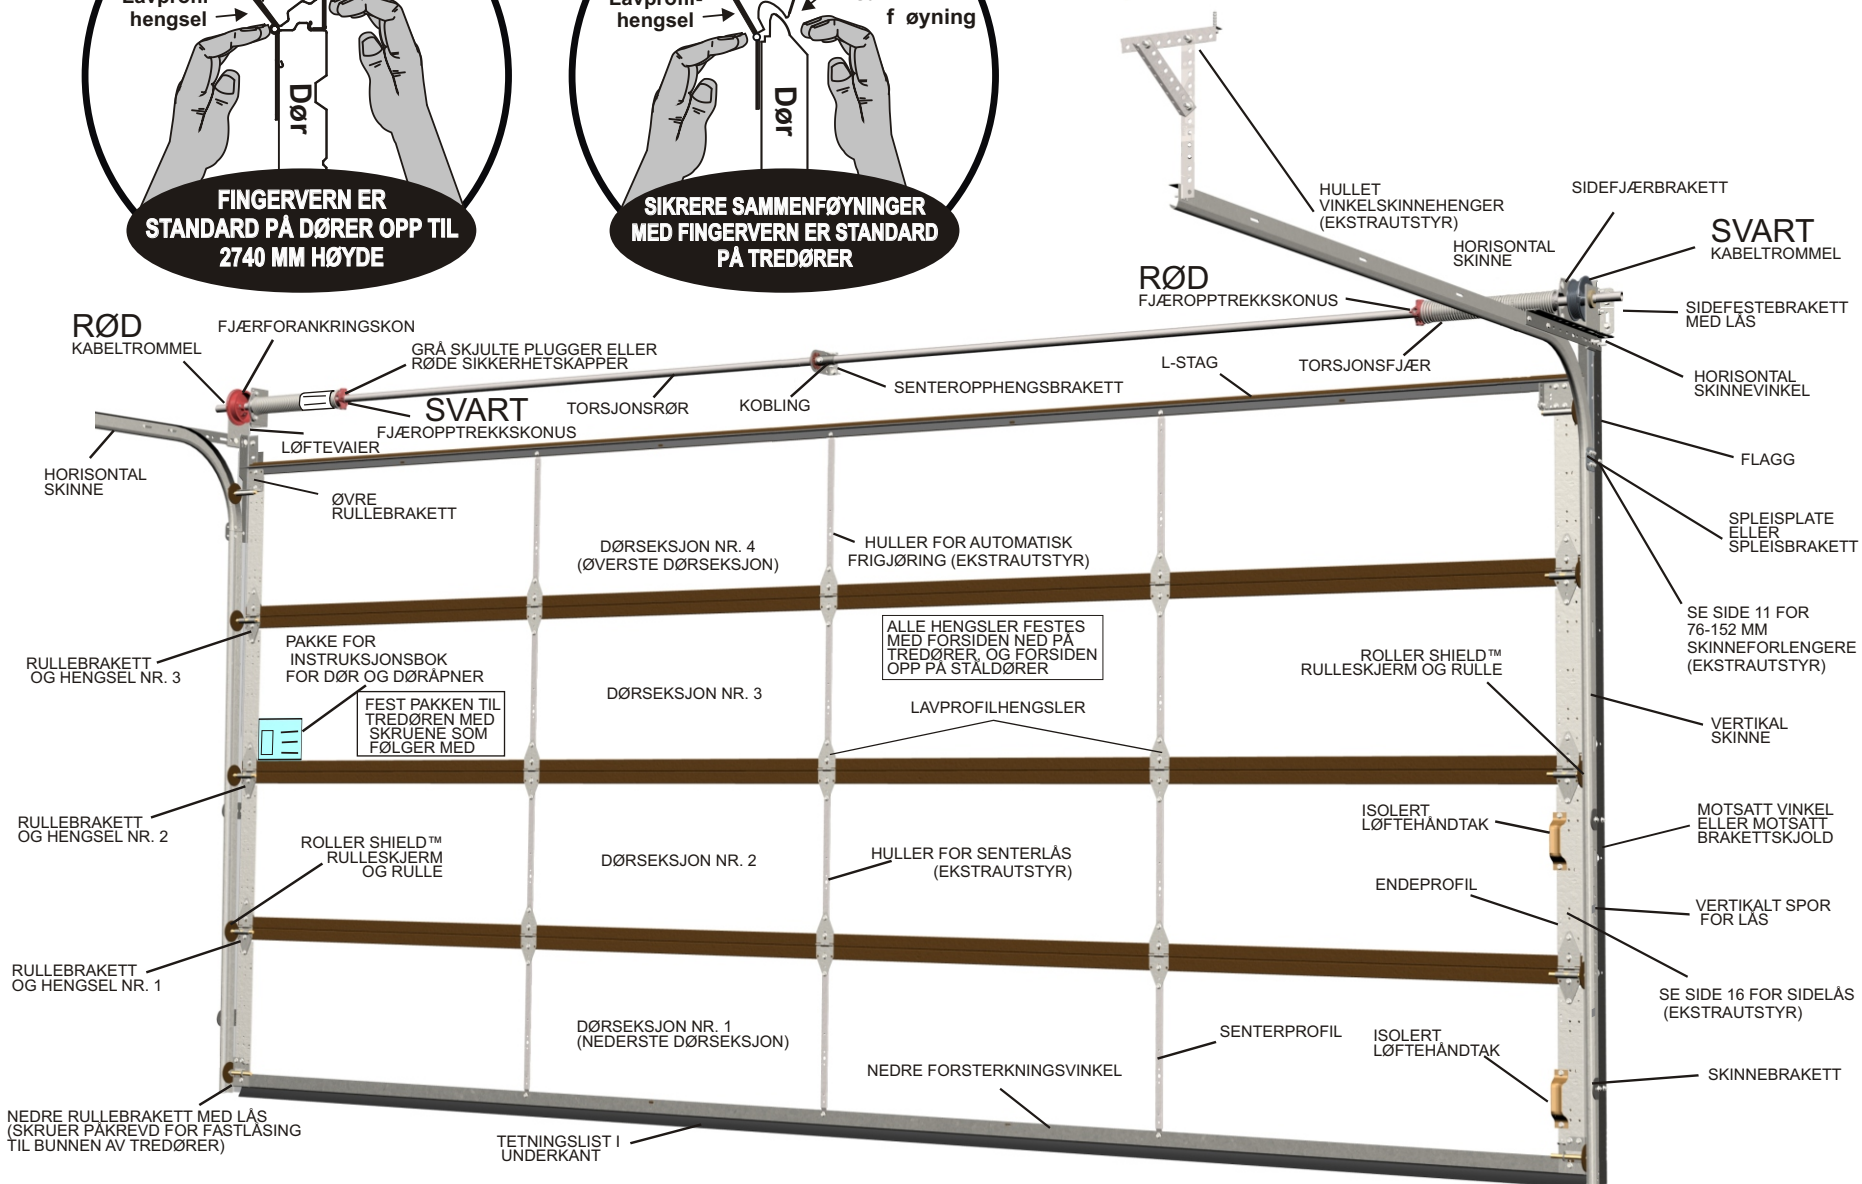 hengsel
hengsel
f øyning
Dør
Dør
FINGERVERN ER
STANDARD PÅ DØRER OPP TIL
2740 MM HØYDE
SIKRERE SAMMENFØYNINGER
MED FINGERVERN ER STANDARD
PÅ TREDØRER
HULLET
VINKELSKINNEHENGER
(EKSTRAUTSTYR)
SIDEFJÆRBRAKETT
HORISONTAL
SKINNE
SVART
KABELTROMMEL
RØD
FJÆROPPTREKKSKONUS
SIDEFESTEBRAKETT
MED LÅS
RØD
KABELTROMMEL
FJÆRFORANKRINGSKON
GRÅ SKJULTE PLUGGER ELLER
RØDE SIKKERHETSKAPPER
SVART
FJÆROPPTREKKSKONUS
TORSJONSRØR
KOBLING
SENTEROPPHENGSBRAKETT
L-STAG
TORSJONSFJÆR
HORISONTAL
SKINNEVINKEL
LØFTEVAIER
HORISONTAL
SKINNE
ØVRE
RULLEBRAKETT
FLAGG
SPLEISPLATE
ELLER
SPLEISBRAKETT
DØRSEKSJON NR. 4
(ØVERSTE DØRSEKSJON)
HULLER FOR AUTOMATISK
FRIGJØRING (EKSTRAUTSTYR)
SE SIDE 11 FOR
76-152 MM
SKINNEFORLENGERE
(EKSTRAUTSTYR)
ALLE HENGSLER FESTES
MED FORSIDEN NED PÅ
TREDØRER, OG FORSIDEN
OPP PÅ STÅLDØRER
RULLEBRAKETT
OG HENGSEL NR. 3
PAKKE FOR
INSTRUKSJONSBOK
FOR DØR OG DØRÅPNER
ROLLER SHIELD™
RULLESKJERM OG RULLE
FEST PAKKEN TIL
TREDØREN MED
SKRUENE SOM
FØLGER MED
DØRSEKSJON NR. 3
LAVPROFILHENGSLER
VERTIKAL
SKINNE
RULLEBRAKETT
OG HENGSEL NR. 2
ISOLERT
LØFTEHÅNDTAK
MOTSATT VINKEL
ELLER MOTSATT
BRAKETTSKJOLD
ROLLER SHIELD™
RULLESKJERM
OG RULLE
DØRSEKSJON NR. 2
HULLER FOR SENTERLÅS
(EKSTRAUTSTYR)
ENDEPROFIL
VERTIKALT SPOR
FOR LÅS
RULLEBRAKETT
OG HENGSEL NR. 1
SE SIDE 16 FOR SIDELÅS
(EKSTRAUTSTYR)
DØRSEKSJON NR. 1
(NEDERSTE DØRSEKSJON)
SENTERPROFIL
ISOLERT
LØFTEHÅNDTAK
NEDRE FORSTERKNINGSVINKEL
SKINNEBRAKETT
NEDRE RULLEBRAKETT MED LÅS
(SKRUER PÅKREVD FOR FASTLÅSING
TIL BUNNEN AV TREDØRER)
TETNINGSLIST I
UNDERKANT